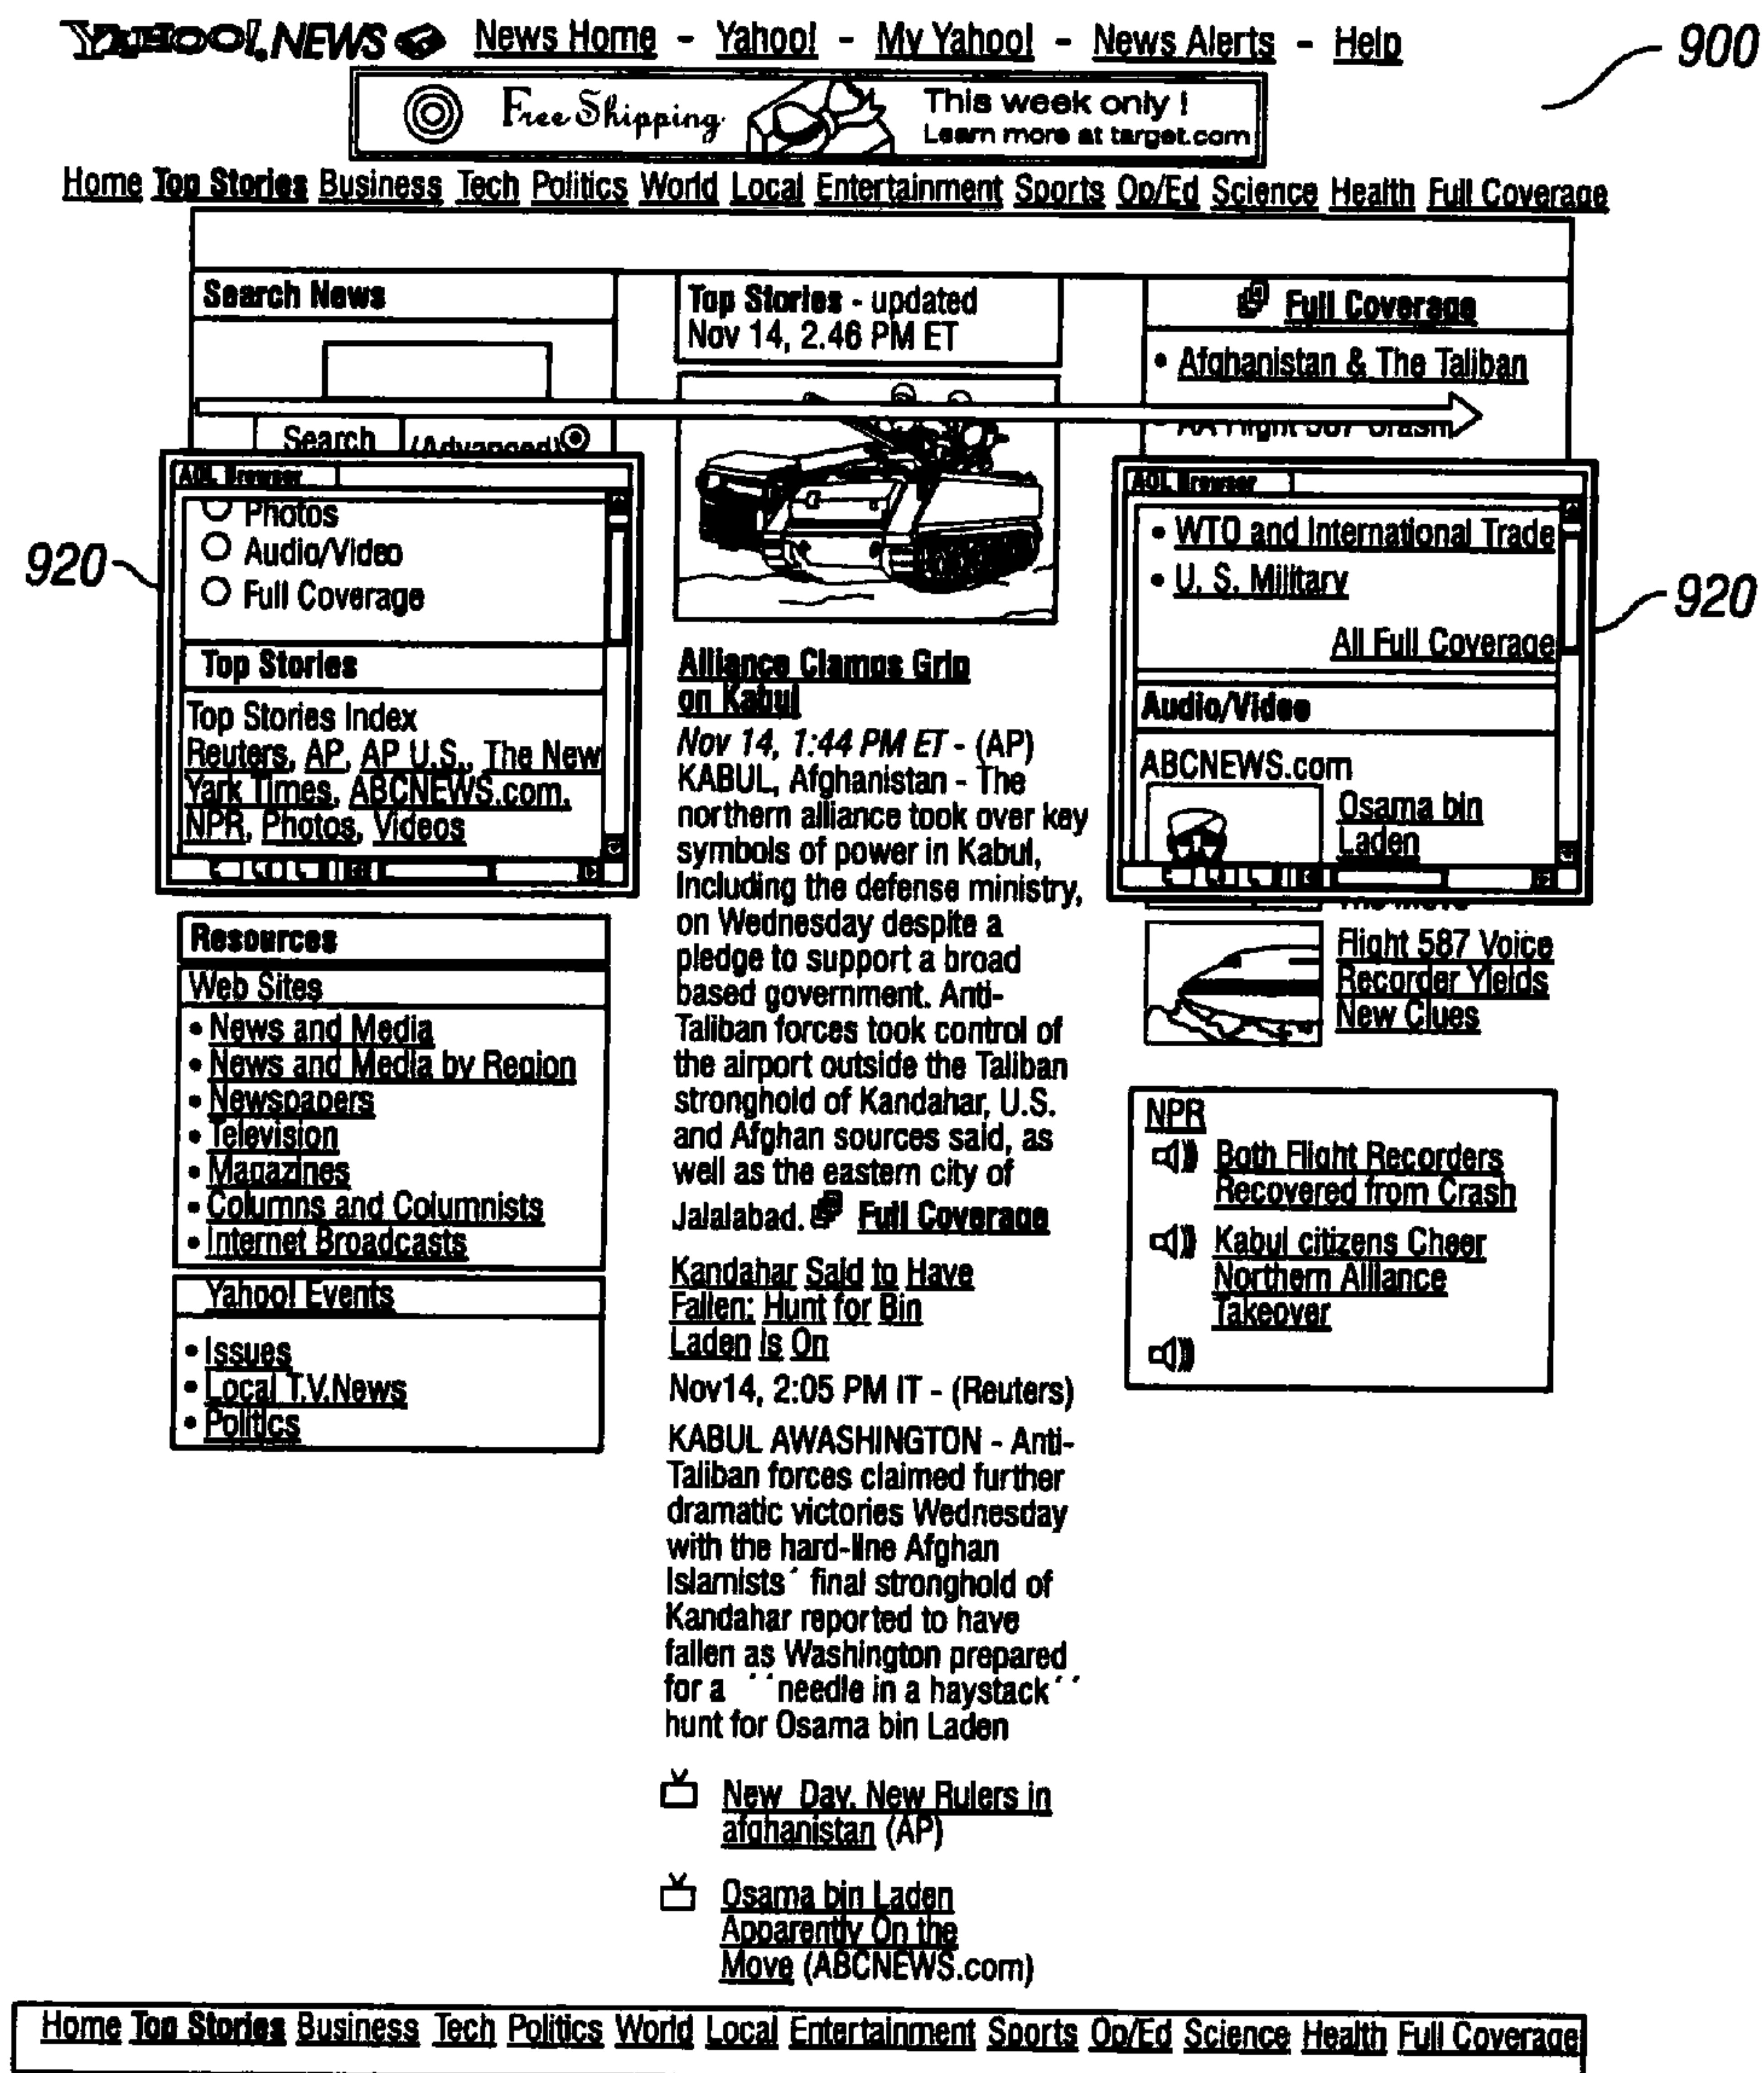 YAHOO! NEWS News Home - Yahoo! - My Yahoo! - News Alerts - Help
900
Free Shipping
This week only !
Learn more at target.com
Home Top Stories Business Tech Politics World Local Entertainment Sports Op/Ed Science Health Full Coverage
Search News
Search (Advanced)
920
AOL Browser
Photos
Audio/Video
Full Coverage
Top Stories
Top Stories Index
Reuters, AP, AP U.S., The New
Yark Times, ABCNEWS.com,
NPR, Photos, Videos
Resources
Web Sites
• News and Media
• News and Media by Region
• Newspapers
• Television
• Magazines
• Columns and Columnists
• Internet Broadcasts
Yahoo! Events
• Issues
• Local T.V.News
• Politics
Top Stories - updated
Nov 14, 2.46 PM ET
Alliance Clamps Grip
on Kabul
Nov 14, 1:44 PM ET - (AP)
KABUL, Afghanistan - The
northern alliance took over key
symbols of power in Kabul,
Including the defense ministry,
on Wednesday despite a
pledge to support a broad
based government. Anti-
Taliban forces took control of
the airport outside the Taliban
stronghold of Kandahar, U.S.
and Afghan sources said, as
well as the eastern city of
Jalalabad. Full Coverage
Kandahar Said to Have
Fallen: Hunt for Bin
Laden Is On
Nov14, 2:05 PM IT - (Reuters)
KABUL AWASHINGTON - Anti-
Taliban forces claimed further
dramatic victories Wednesday
with the hard-line Afghan
Islamists´ final stronghold of
Kandahar reported to have
fallen as Washington prepared
for a ´´needle in a haystack´´
hunt for Osama bin Laden
New Day. New Rulers in
afghanistan (AP)
Osama bin Laden
Apparently On the
Move (ABCNEWS.com)
Full Coverage
• Afghanistan & The Taliban
• AA Flight 587 Crash
AOL Browser
• WTO and International Trade
• U. S. Military
All Full Coverage
920
Audio/Video
ABCNEWS.com
Osama bin
Laden
Flight 587 Voice
Recorder Yields
New Clues
NPR
Both Flight Recorders
Recovered from Crash
Kabul citizens Cheer
Northern Alliance
Takeover
Home Top Stories Business Tech Politics World Local Entertainment Sports Op/Ed Science Health Full Coverage